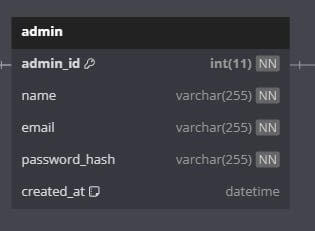 admin
admin_id int(11) NN
name varchar(255) NN
email varchar(255) NN
password_hash varchar(255) NN
created_at datetime